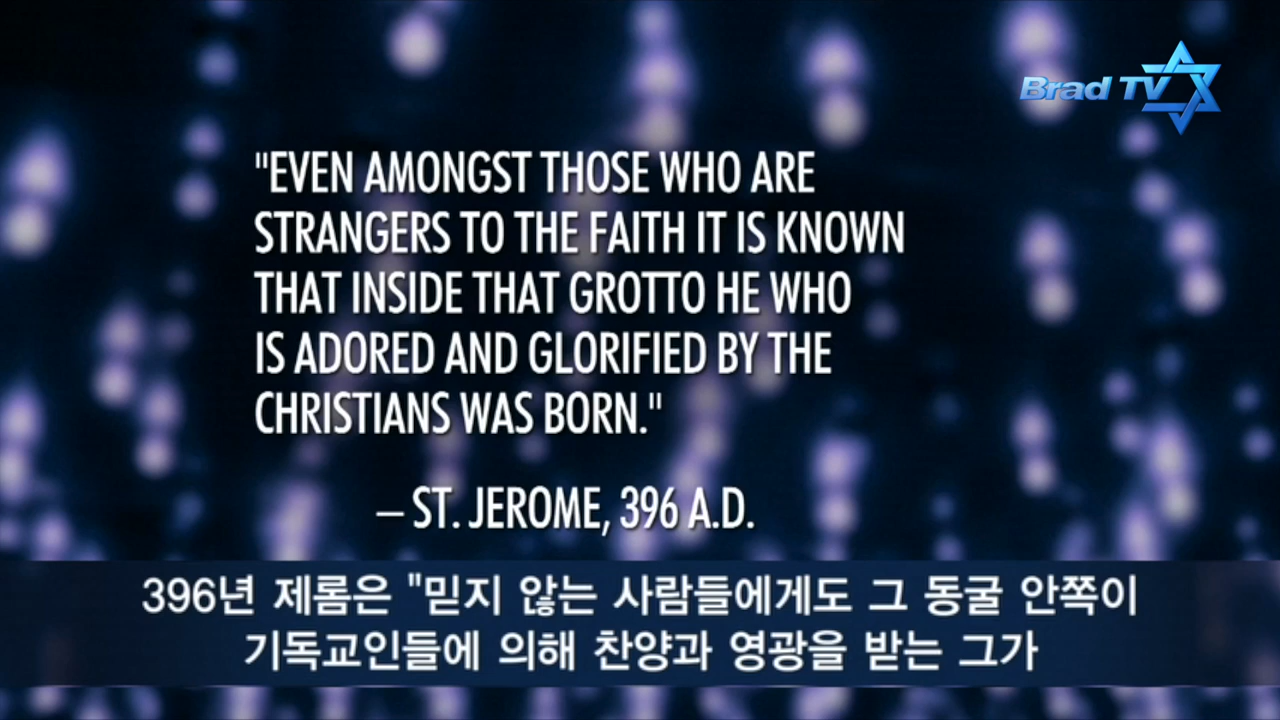 Brad TV
"EVEN AMONGST THOSE WHO ARE
STRANGERS TO THE FAITH IT IS KNOWN
THAT INSIDE THAT GROTTO HE WHO
IS ADORED AND GLORIFIED BY THE
CHRISTIANS WAS BORN."
– ST. JEROME, 396 A.D.
396년 제롬은 "믿지 않는 사람들에게도 그 동굴 안쪽이
기독교인들에 의해 찬양과 영광을 받는 그가